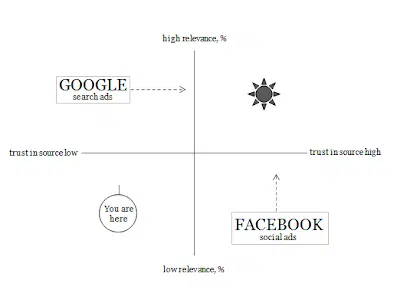 high relevance, %
GOOGLE
search ads
trust in source low
trust in source high
You are
here
FACEBOOK
social ads
low relevance, %